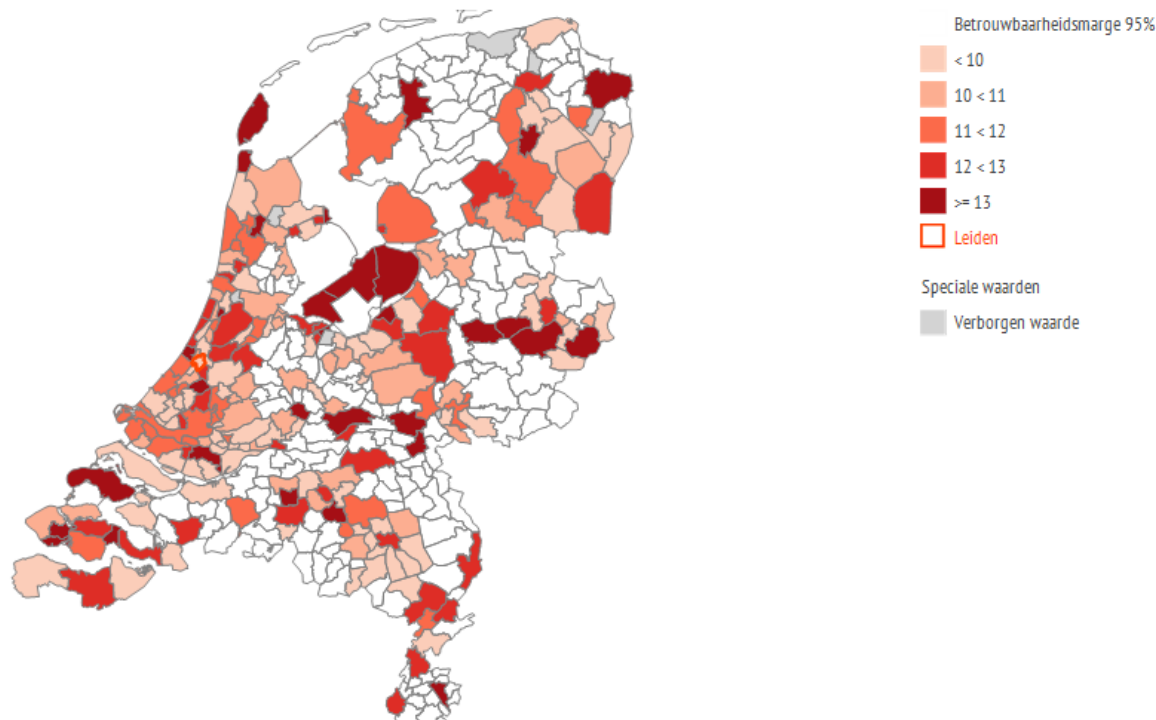 Betrouwbaarheidsmarge 95%
< 10
10 < 11
11 < 12
12 < 13
>= 13
Leiden
Speciale waarden
Verborgen waarde